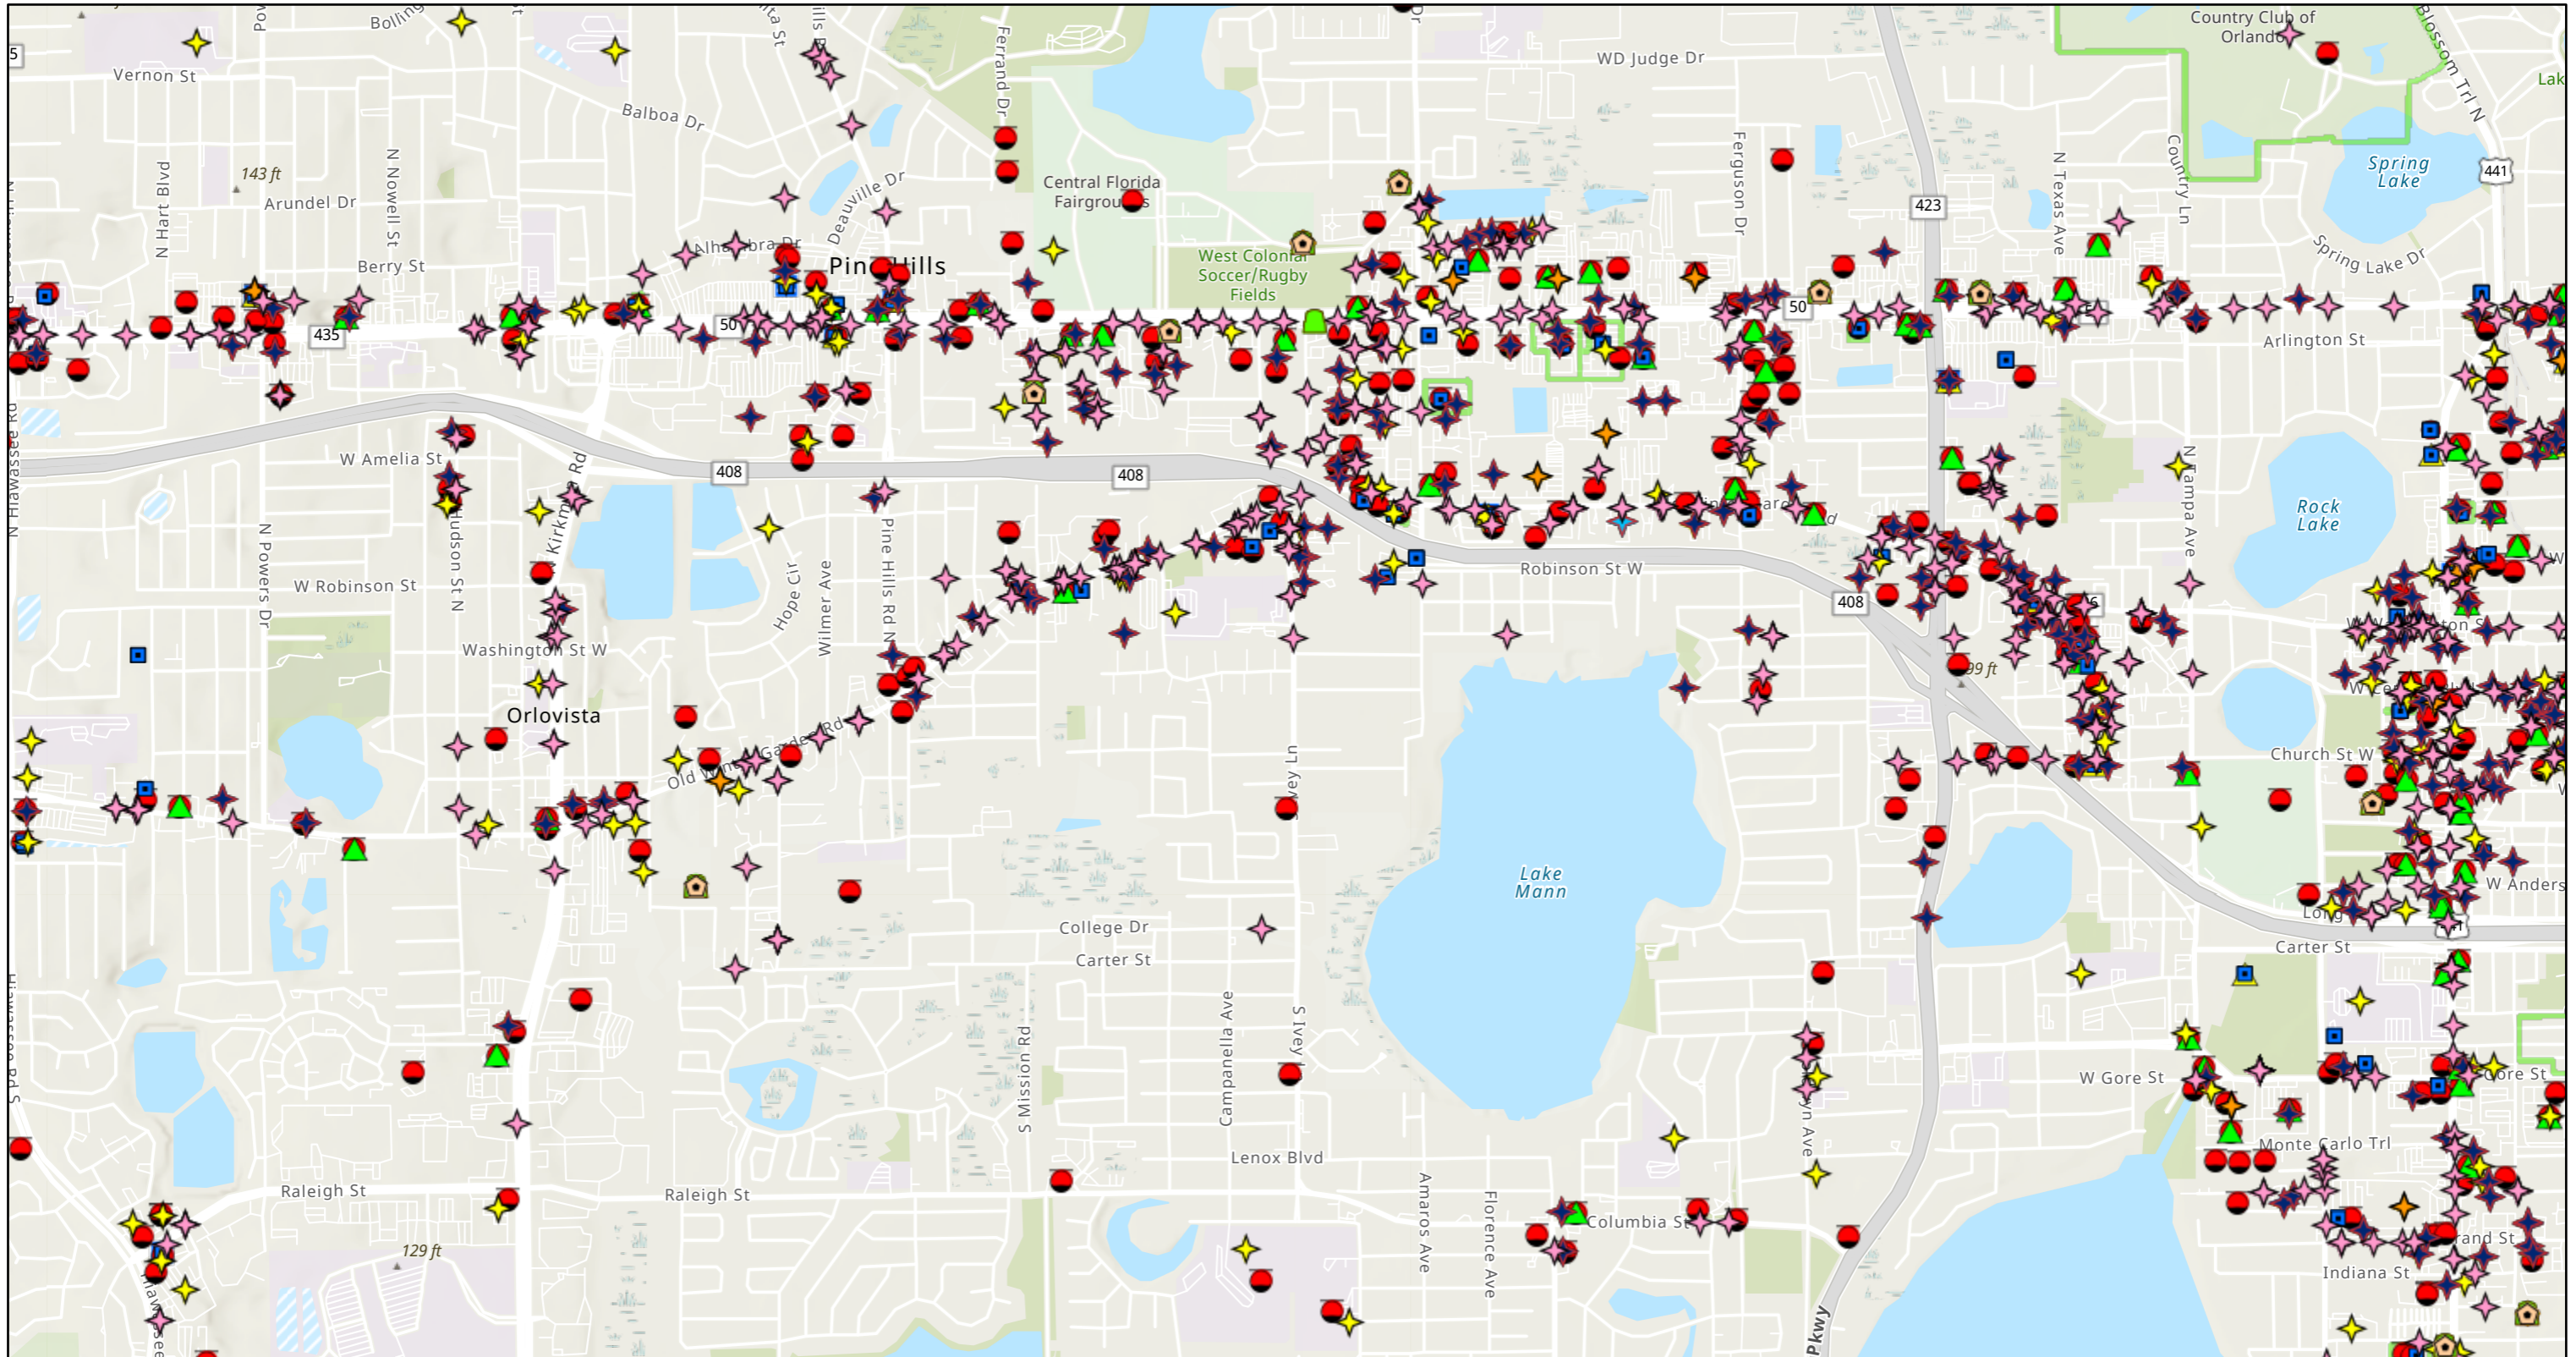 Country Club of
Orlando
Blossom Trl N
Vernon St
Balboa Dr
WD Judge Dr
Ferrand Dr
Ferguson Dr
N Texas Ave
Country Ln
Spring
Lake
441
143 ft
Arundel Dr
N Hart Blvd
N Nowell St
Deauville Dr
Central Florida
Fairgrounds
423
Berry St
Alhambra Dr
Pine Hills
West Colonial
Soccer/Rugby
Fields
Spring Lake Dr
435
50
50
Arlington St
N Hawassee Rd
W Amelia St
408
408
N Tampa Ave
Rock
Lake
N Powers Dr
Hudson St N
W Robinson St
Hope Cir
Wilmer Ave
Pine Hills Rd N
Robinson St W
408
Washington St W
99 ft
Orlovista
Old Winter Garden Rd
Church St W
Lake
Mann
W Anders
College Dr
Carter St
Carter St
S Mission Rd
Campanella Ave
S Ivey
W Gore St
Gore St
Monte Carlo Trl
Lenox Blvd
Raleigh St
Raleigh St
Amaros Ave
Florence Ave
Columbia St
129 ft
Indiana St
Pkwy